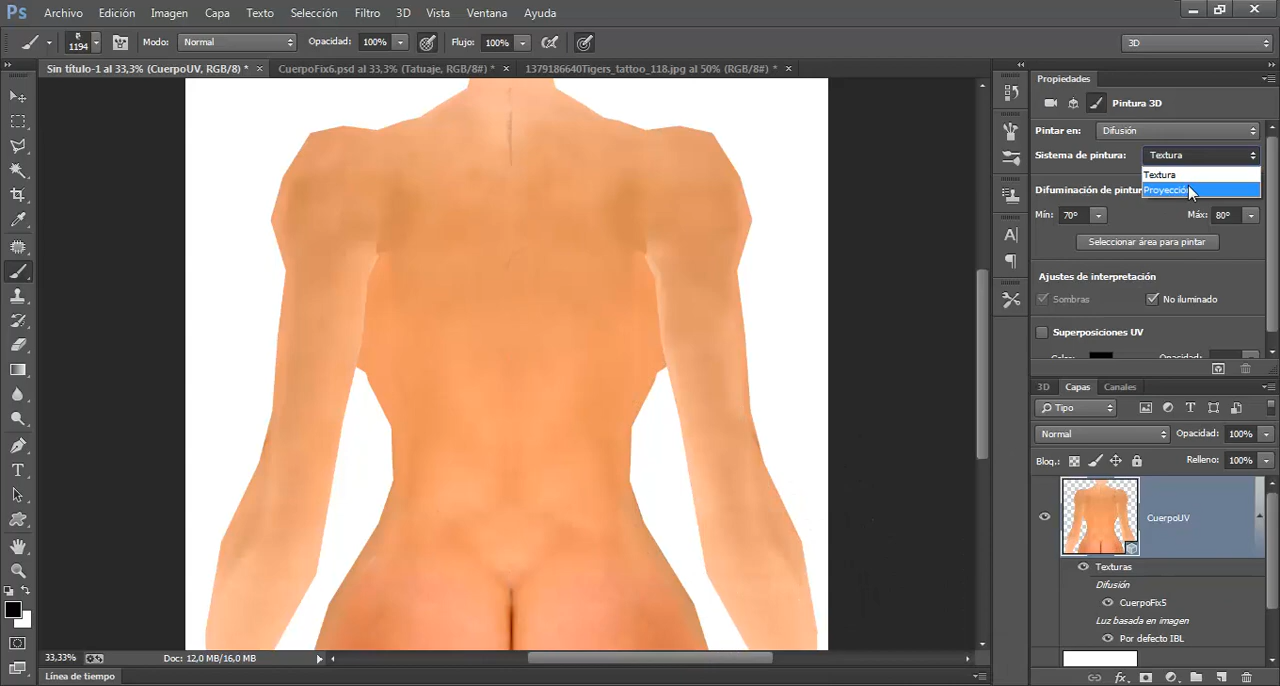 Ps Archivo Edición Imagen Capa Texto Selección Filtro 3D Vista Ventana Ayuda
1194 Modo: Normal Opacidad: 100% Flujo: 100% 3D
Sin título-1 al 33,3% (CuerpoUV, RGB/8) * × CuerpoFix6.psd al 33,3% (Tatuaje, RGB/8#) * × 1379186640Tigers_tattoo_118.jpg al 50% (RGB/8#) * ×
Propiedades
Pintura 3D
Pintar en: Difusión
Sistema de pintura: Textura
Textura
Difuminación de pintur Proyección
Mín: 70º Máx: 80º
Seleccionar área para pintar
Ajustes de interpretación
Sombras No iluminado
Superposiciones UV
Color: Opacidad:
3D Capas Canales
Tipo
Normal Opacidad: 100%
Bloq.: Relleno: 100%
CuerpoUV
Texturas
Difusión
CuerpoFix5
Luz basada en imagen
Por defecto IBL
33,33% Doc: 12,0 MB/16,0 MB
Línea de tiempo